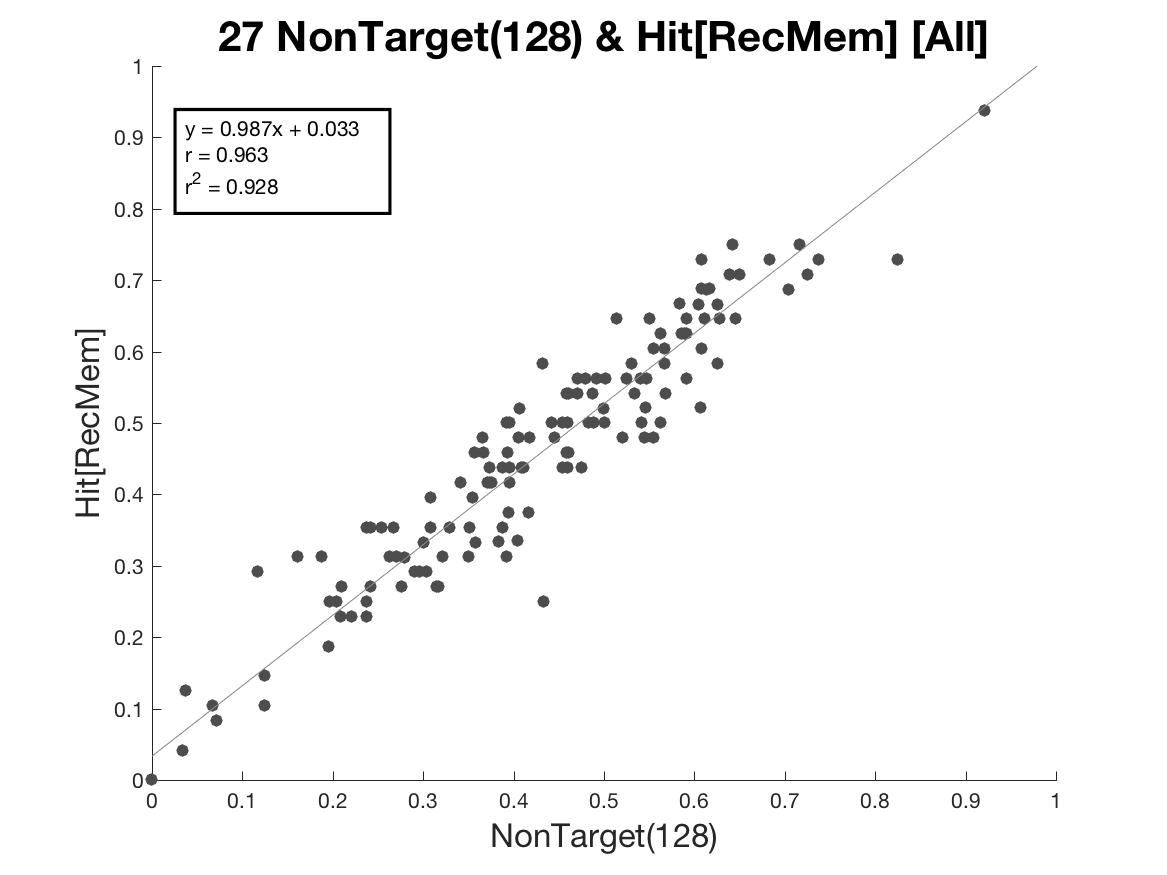 27 NonTarget(128) & Hit[RecMem] [All]
y = 0.987x + 0.033
r = 0.963
r2 = 0.928
Hit[RecMem]
1
0.9
0.8
0.7
0.6
0.5
0.4
0.3
0.2
0.1
0
0 0.1 0.2 0.3 0.4 0.5 0.6 0.7 0.8 0.9 1
NonTarget(128)